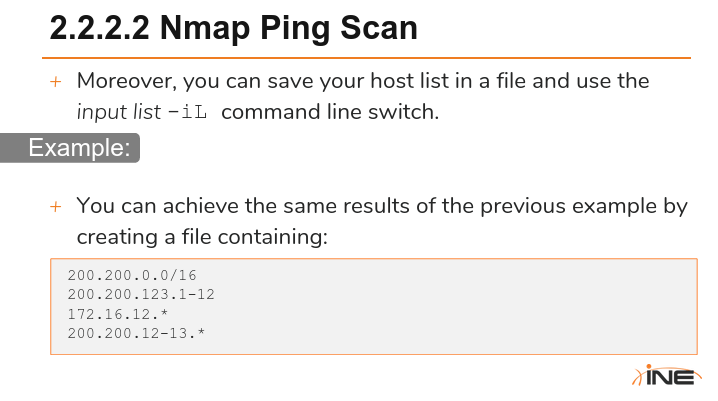 2.2.2.2 Nmap Ping Scan
+ Moreover, you can save your host list in a file and use the
input list -iL command line switch.
Example:
+ You can achieve the same results of the previous example by
creating a file containing:
200.200.0.0/16
200.200.123.1-12
172.16.12.*
200.200.12-13.*
iNE